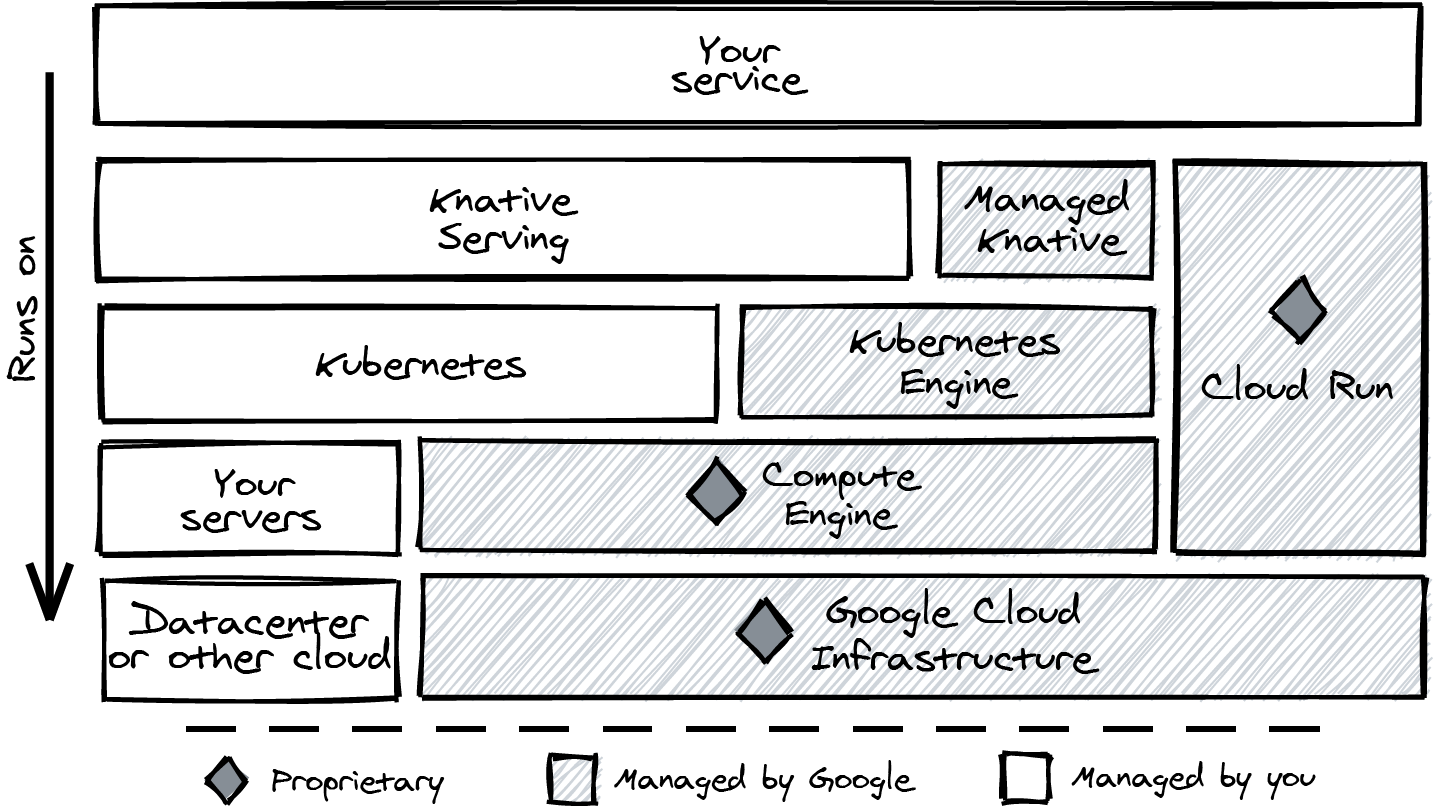 Your
service
Knative
Serving
Managed
Knative
Runs on
Kubernetes
Kubernetes
Engine
Cloud Run
Your
servers
Compute
Engine
Datacenter
or other cloud
Google Cloud
Infrastructure
Proprietary
Managed by Google
Managed by you